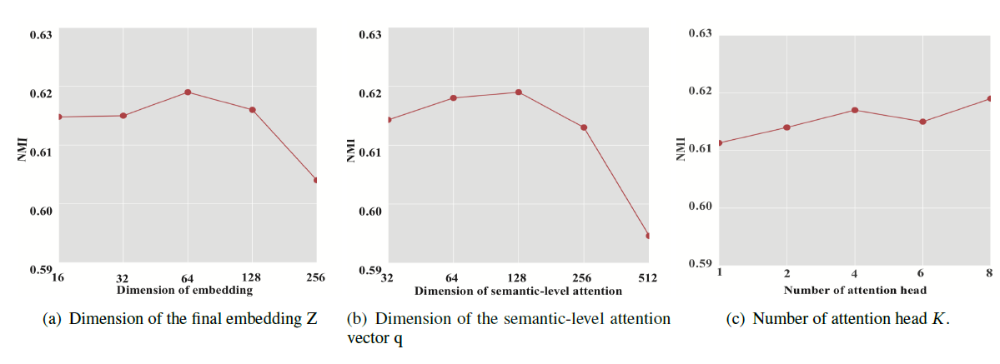 0.63
0.62
0.61
0.60
0.59
NMI
16 32 64 128 256
Dimension of embedding
(a) Dimension of the final embedding Z
0.63
0.62
0.61
0.60
0.59
NMI
32 64 128 256 512
Dimension of semantic-level attention
(b) Dimension of the semantic-level attention
vector q
0.63
0.62
0.61
0.60
0.59
NMI
1 2 4 6 8
Number of attention head
(c) Number of attention head K.